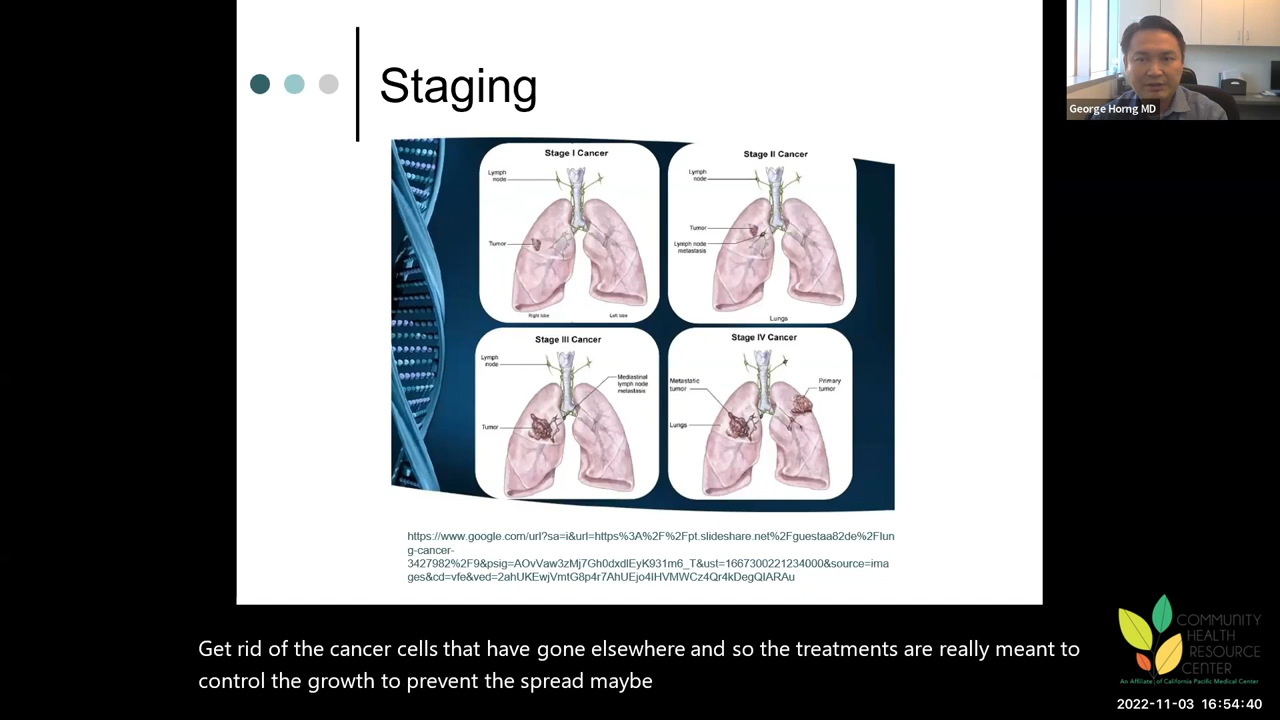 Staging
George Horng MD
Stage I Cancer
Lymph
node
Tumor
Right lobe
Left lobe
Stage II Cancer
Lymph
node
Tumor
Lymph node
metastasis
Lungs
Stage III Cancer
Lymph
node
Mediastinal
lymph node
metastasis
Tumor
Stage IV Cancer
Metastatic
tumor
Primary
tumor
Lungs
https://www.google.com/url?sa=i&url=https%3A%2F%2Fpt.slideshare.net%2Fguestaa82de%2Flun
g-cancer-
3427982%2F9&psig=AOvVaw3zMj7Gh0dxdlEyK931m6_T&ust=1667300221234000&source=ima
ges&cd=vfe&ved=2ahUKEwjVmtG8p4r7AhUEjo4IHVMWCz4Qr4kDegQIARAu
Get rid of the cancer cells that have gone elsewhere and so the treatments are really meant to
control the growth to prevent the spread maybe
COMMUNITY
HEALTH
RESOURCE
CENTER
An Affiliate of California Pacific Medical Center
2022-11-03 16:54:40